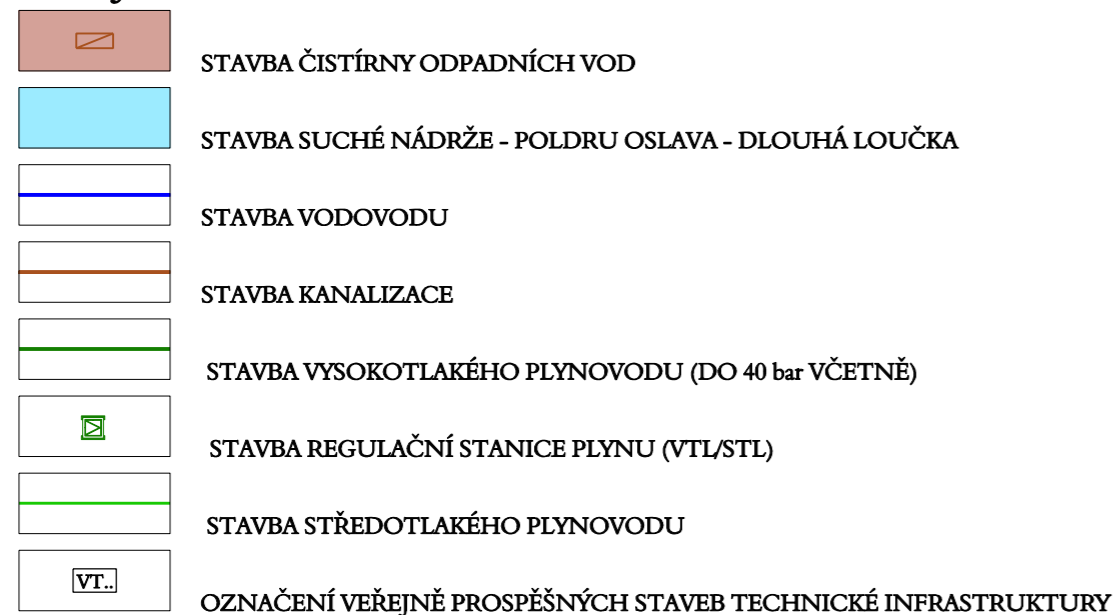 STAVBA ČISTÍRNY ODPADNÍCH VOD
STAVBA SUCHÉ NÁDRŽE - POLDRU OSLAVA - DLOUHÁ LOUČKA
STAVBA VODOVODU
STAVBA KANALIZACE
STAVBA VYSOKOTLAKÉHO PLYNOVODU (DO 40 bar VČETNĚ)
STAVBA REGULAČNÍ STANICE PLYNU (VTL/STL)
STAVBA STŘEDOTLAKÉHO PLYNOVODU
VT..
OZNAČENÍ VEŘEJNĚ PROSPĚŠNÝCH STAVEB TECHNICKÉ INFRASTRUKTURY